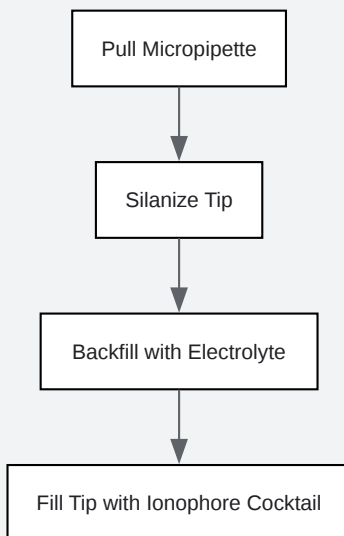 Pull Micropipette
Silanize Tip
Backfill with Electrolyte
Fill Tip with Ionophore Cocktail